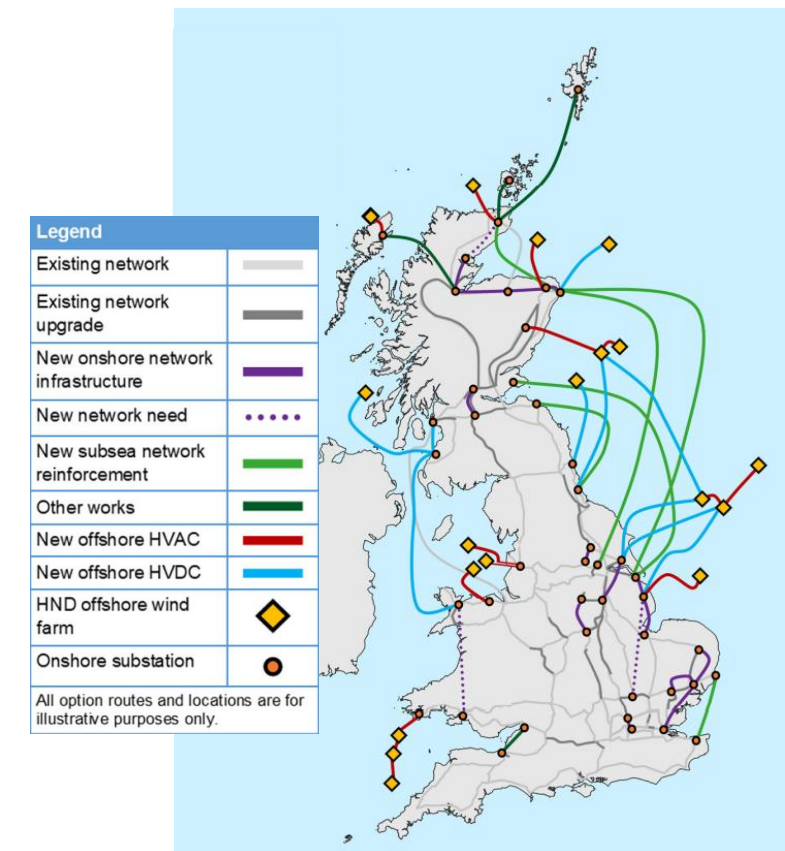 Legend
Existing network
Existing network
upgrade
New onshore network
infrastructure
New network need
New subsea network
reinforcement
Other works
New offshore HVAC
New offshore HVDC
HND offshore wind
farm
Onshore substation
All option routes and locations are for
illustrative purposes only.